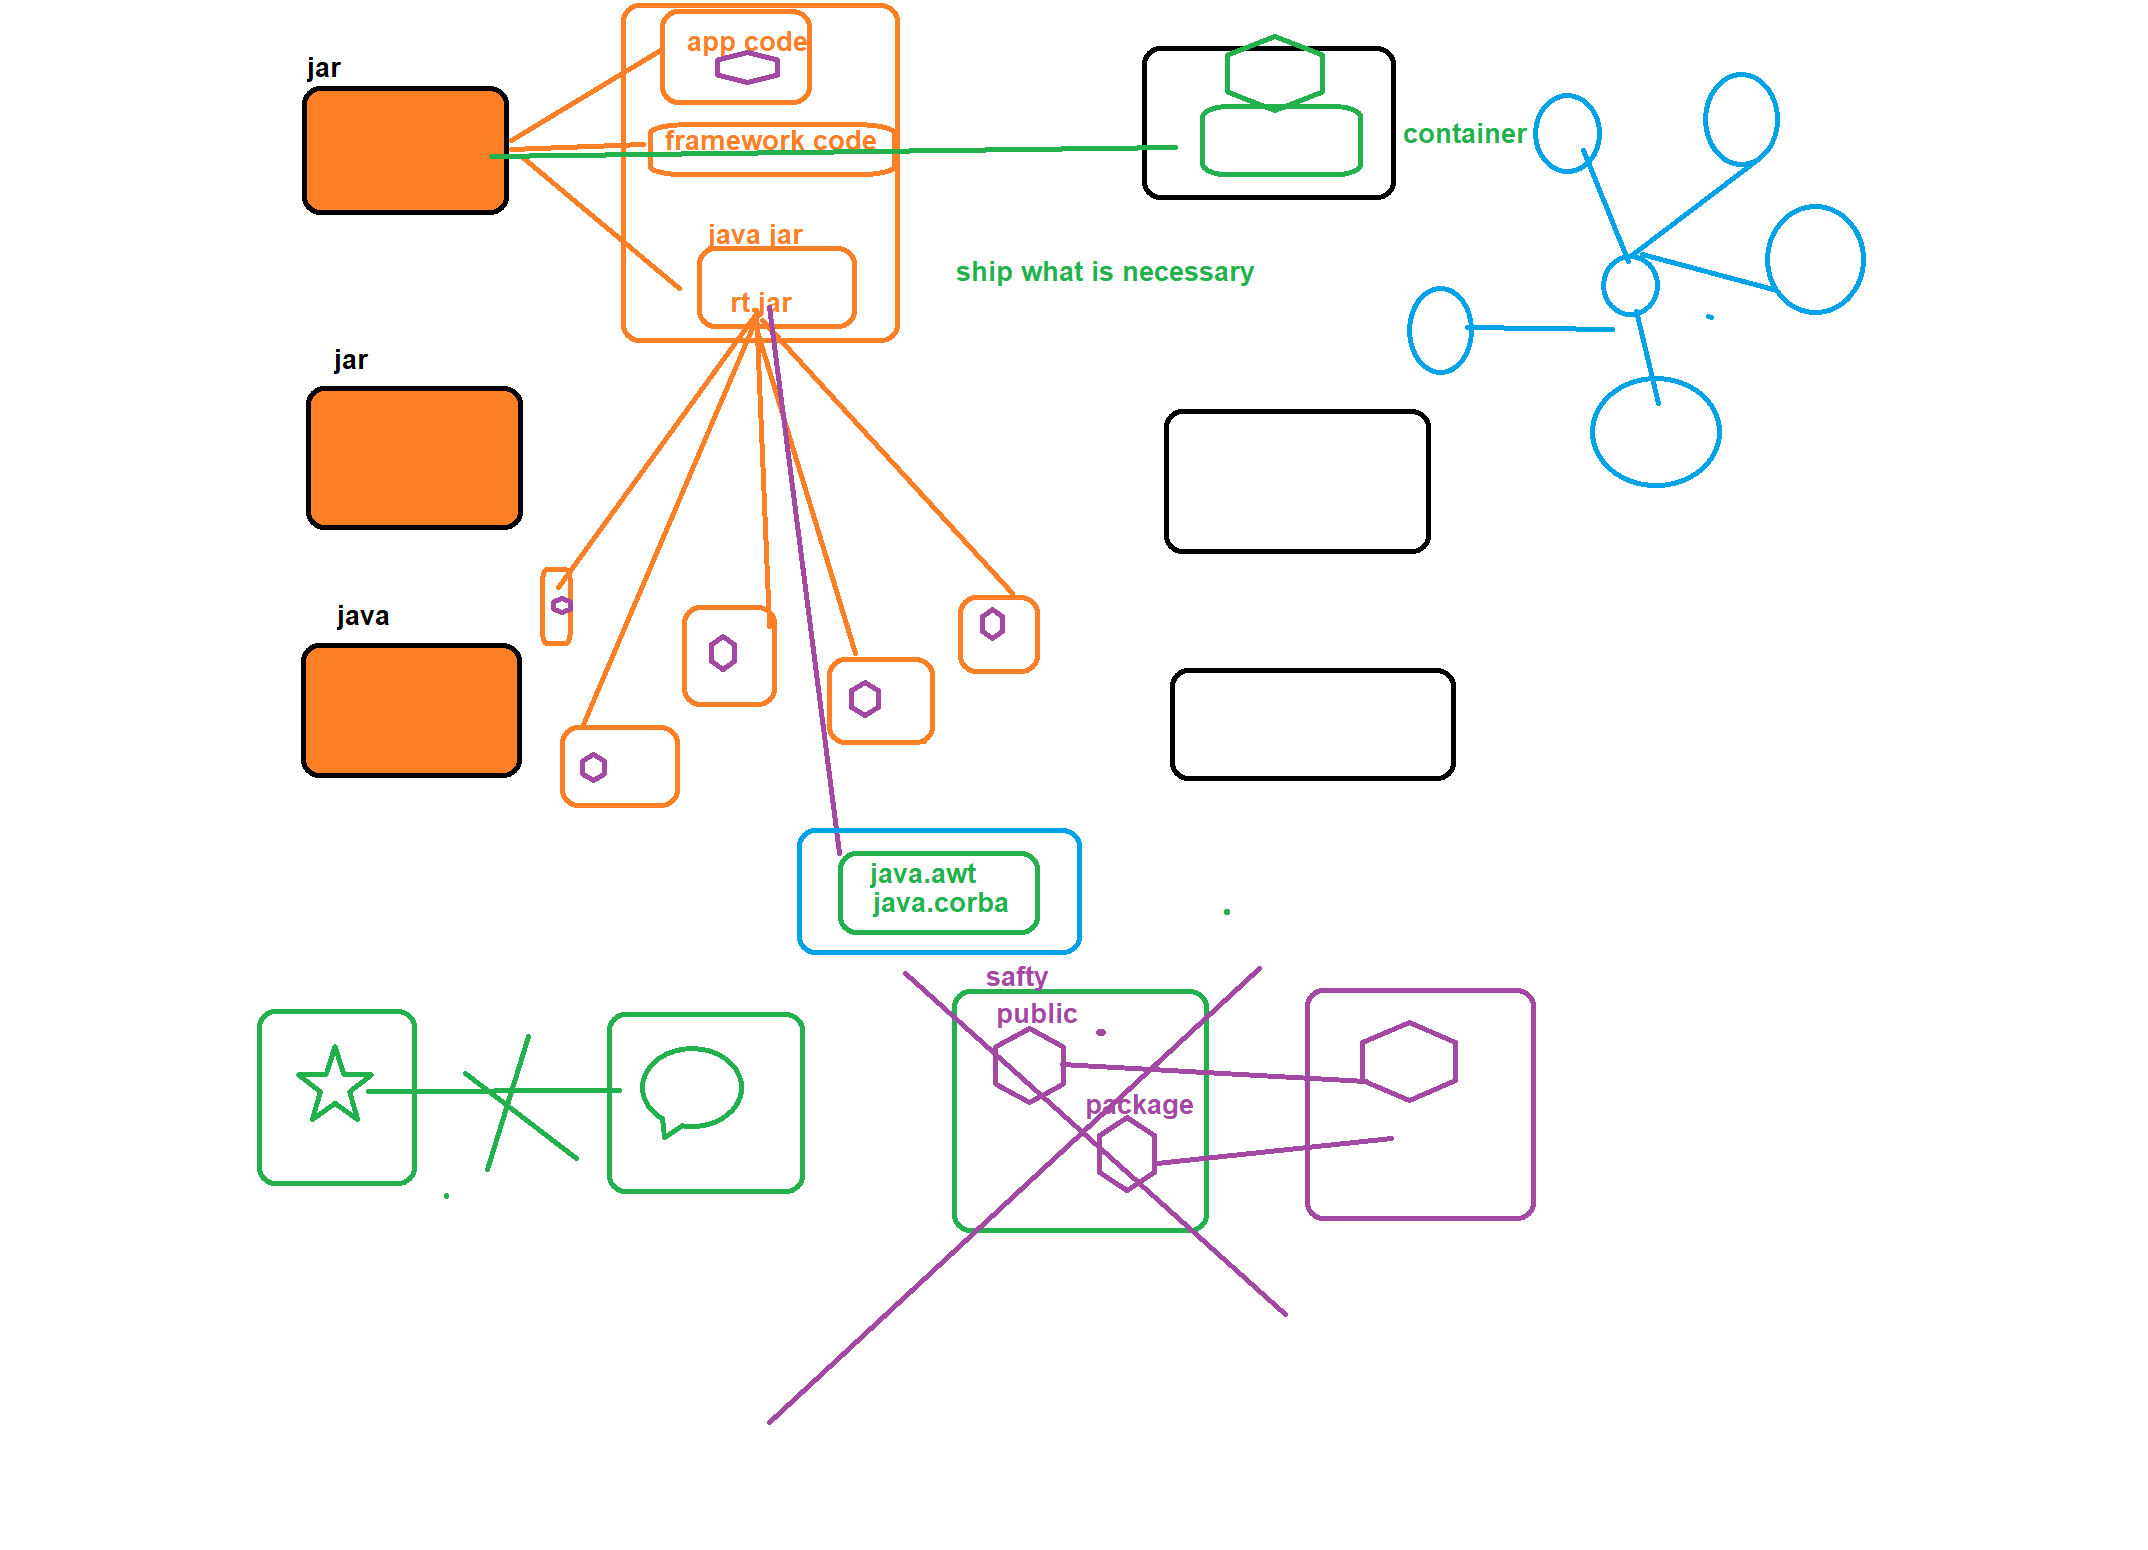 jar
app code
framework code
java jar
rt.jar
container
ship what is necessary
jar
java
java.awt
java.corba
safty
public
package